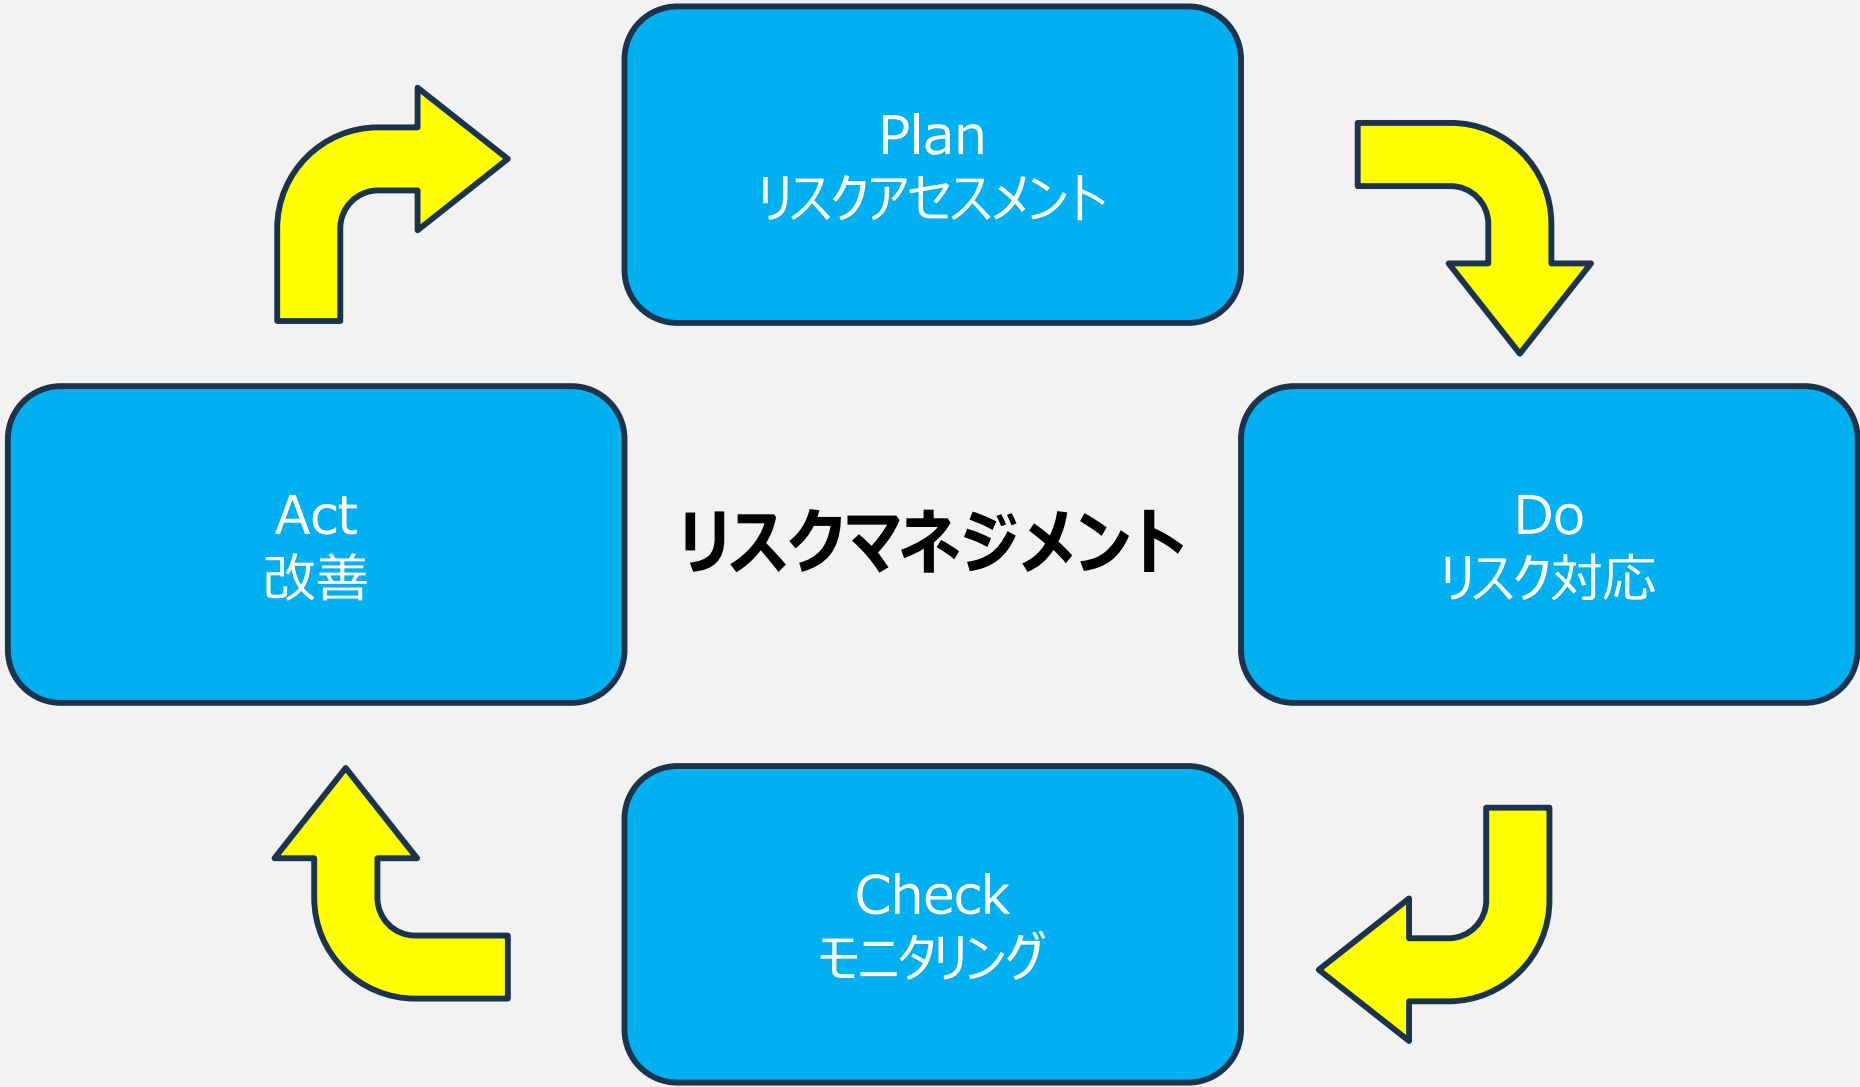 Plan
リスクアセスメント
Act
改善
リスクマネジメント
Do
リスク対応
Check
モニタリング